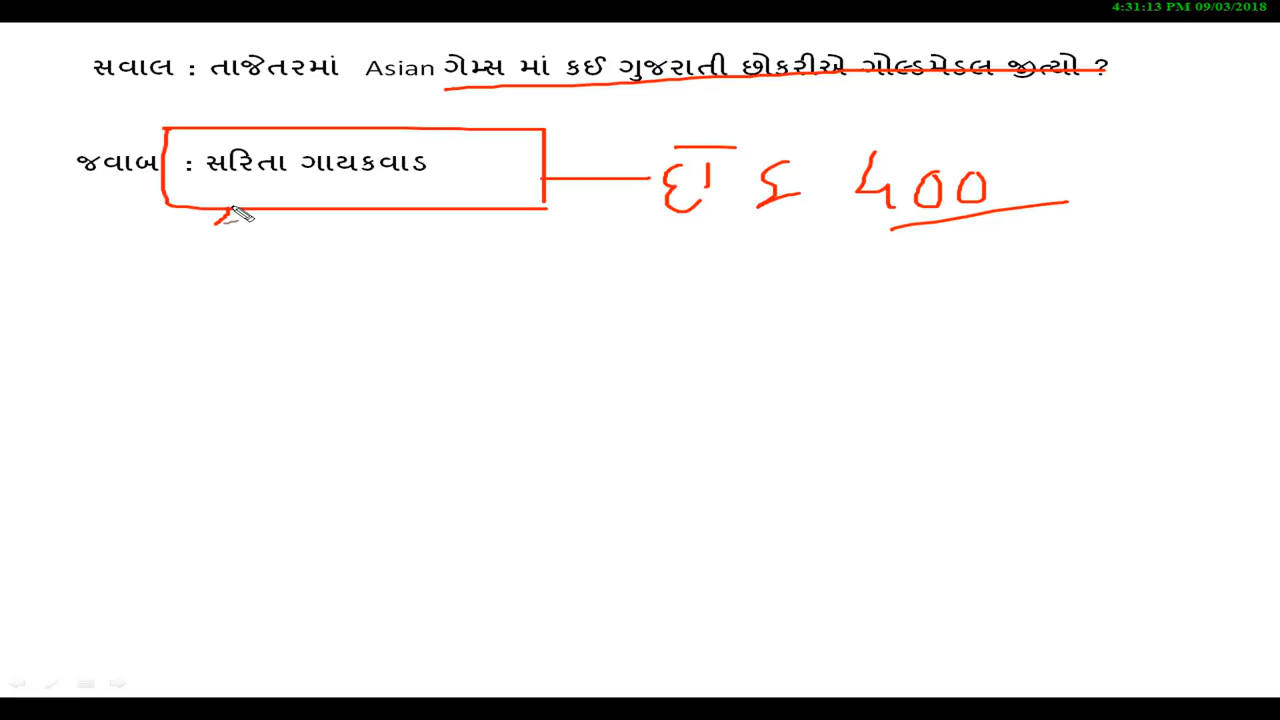 4:31:13 PM 09/03/2018
સવાલ : તાજેતરમાં Asian ગેમ્સ માં કઈ ગુજરાતી છોકરીએ ગોલ્ડમેડલ જીત્યો ?
જવાબ : સરિતા ગાયકવાડ
400